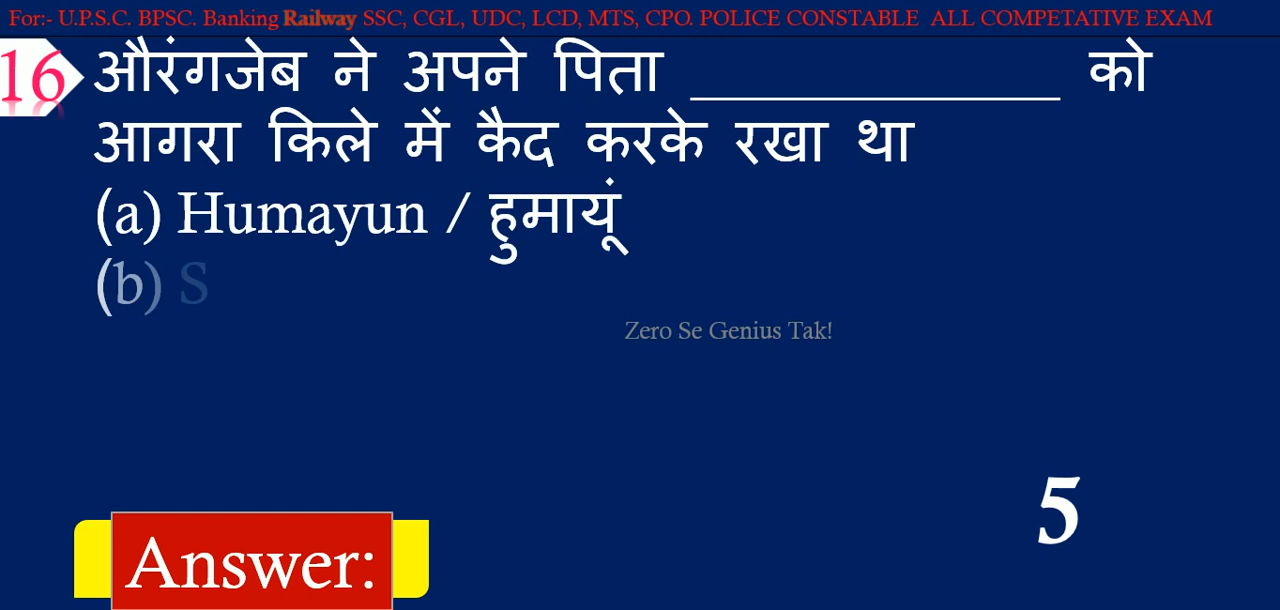 For:- U.P.S.C. BPSC. Banking Railway SSC, CGL, UDC, LCD, MTS, CPO. POLICE CONSTABLE ALL COMPETATIVE EXAM
16 औरंगजेब ने अपने पिता ______________ को
आगरा किले में कैद करके रखा था
(a) Humayun / हुमायूं
(b) S
Zero Se Genius Tak!
5
Answer: